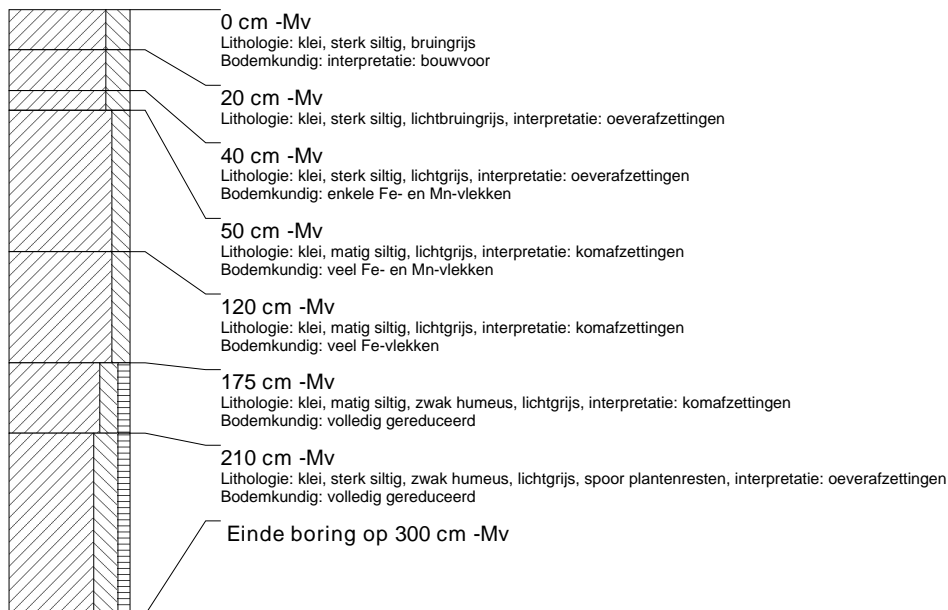 0 cm -Mv
Lithologie: klei, sterk siltig, bruingrijs
Bodemkundig: interpretatie: bouwvoor
20 cm -Mv
Lithologie: klei, sterk siltig, lichtbruingrijs, interpretatie: oeverafzettingen
40 cm -Mv
Lithologie: klei, sterk siltig, lichtgrijs, interpretatie: oeverafzettingen
Bodemkundig: enkele Fe- en Mn-vlekken
50 cm -Mv
Lithologie: klei, matig siltig, lichtgrijs, interpretatie: komafzettingen
Bodemkundig: veel Fe- en Mn-vlekken
120 cm -Mv
Lithologie: klei, matig siltig, lichtgrijs, interpretatie: komafzettingen
Bodemkundig: veel Fe-vlekken
175 cm -Mv
Lithologie: klei, matig siltig, zwak humeus, lichtgrijs, interpretatie: komafzettingen
Bodemkundig: volledig gereduceerd
210 cm -Mv
Lithologie: klei, sterk siltig, zwak humeus, lichtgrijs, spoor plantenresten, interpretatie: oeverafzettingen
Bodemkundig: volledig gereduceerd
Einde boring op 300 cm -Mv